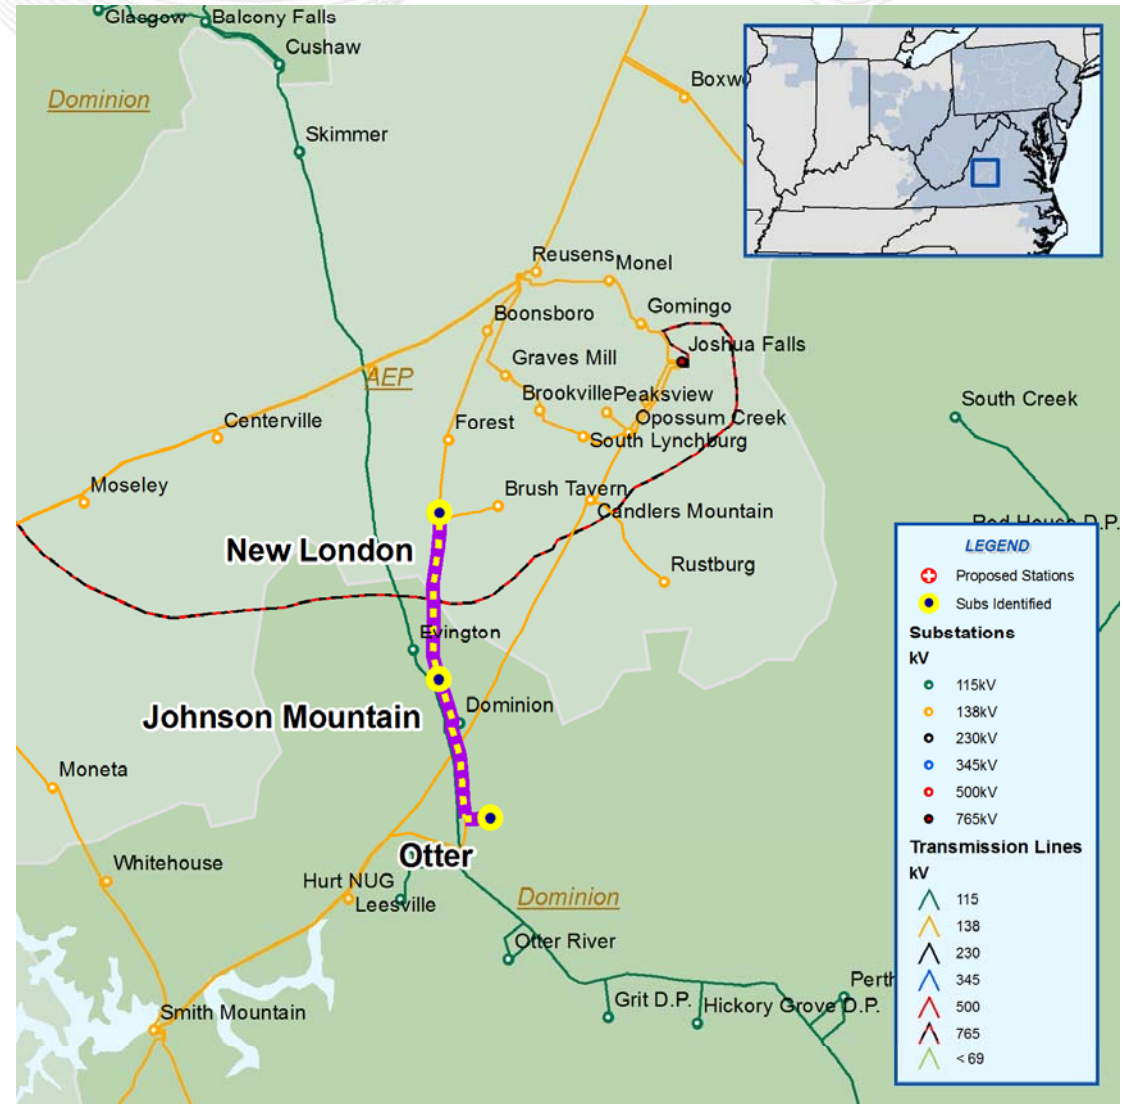 Glasgow
Balcony Falls
Cushaw
Dominion
Boxw
Skimmer
Reusens
Monel
Boonsboro
Gomingo
Joshua Falls
Graves Mill
AEP
Brookville
Peaksview
South Creek
Centerville
Forest
Opossum Creek
South Lynchburg
Moseley
Brush Tavern
Candlers Mountain
Red House D.P.
New London
Rustburg
Evington
Johnson Mountain
Dominion
Moneta
Otter
Whitehouse
Hurt NUG
Leesville
Dominion
Otter River
Perth
Grit D.P.
Hickory Grove D.P.
Smith Mountain
LEGEND
Proposed Stations
Subs Identified
Substations
kV
115kV
138kV
230kV
345kV
500kV
765kV
Transmission Lines
kV
115
138
230
345
500
765
< 69